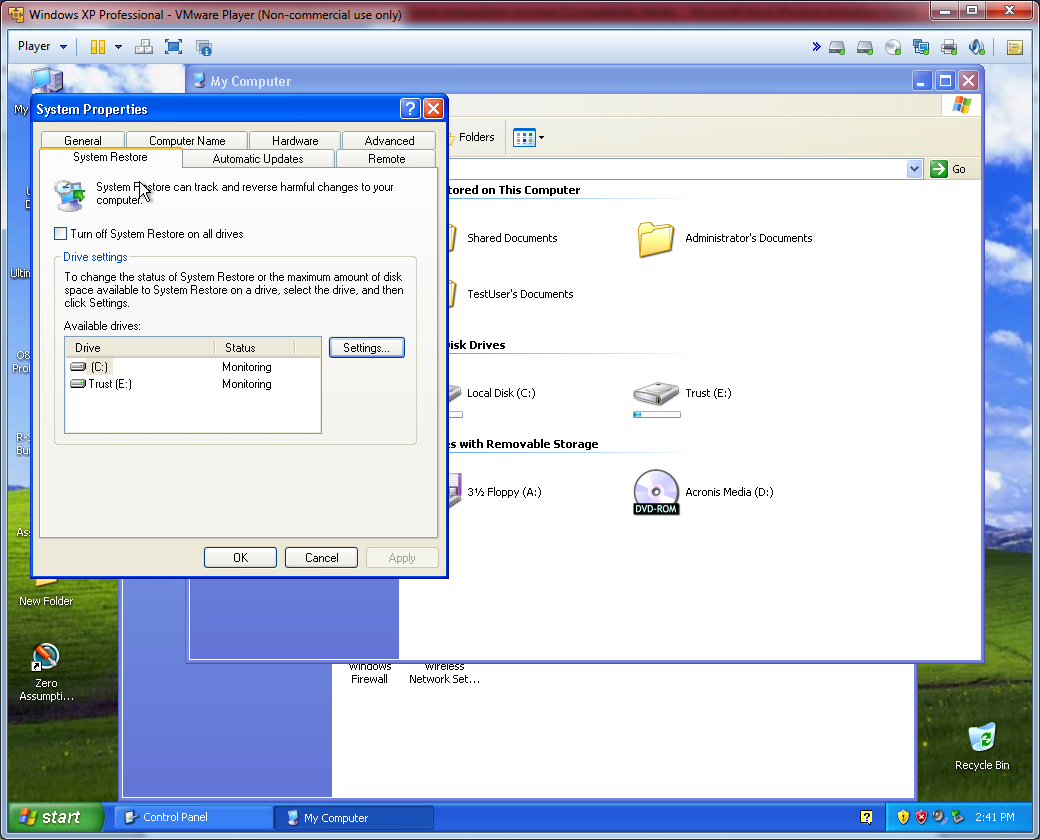 Windows XP Professional - VMware Player (Non-commercial use only)
Player
My Computer
My
System Properties
General
Computer Name
Hardware
Advanced
System Restore
Automatic Updates
Remote
System Restore can track and reverse harmful changes to your
computer.
Turn off System Restore on all drives
Drive settings
To change the status of System Restore or the maximum amount of disk
space available to System Restore on a drive, select the drive, and then
click Settings.
Available drives:
Drive
Status
Settings...
(C:)
Monitoring
Trust (E:)
Monitoring
OK
Cancel
Apply
Folders
Go
tored on This Computer
Shared Documents
Administrator's Documents
TestUser's Documents
isk Drives
Local Disk (C:)
Trust (E:)
es with Removable Storage
3½ Floppy (A:)
Acronis Media (D:)
DVD-ROM
Ultim
O&
Pro
R-S
Bui
Ass
New Folder
Zero
Assumpti...
Windows
Firewall
Wireless
Network Set...
Recycle Bin
start
Control Panel
My Computer
2:41 PM